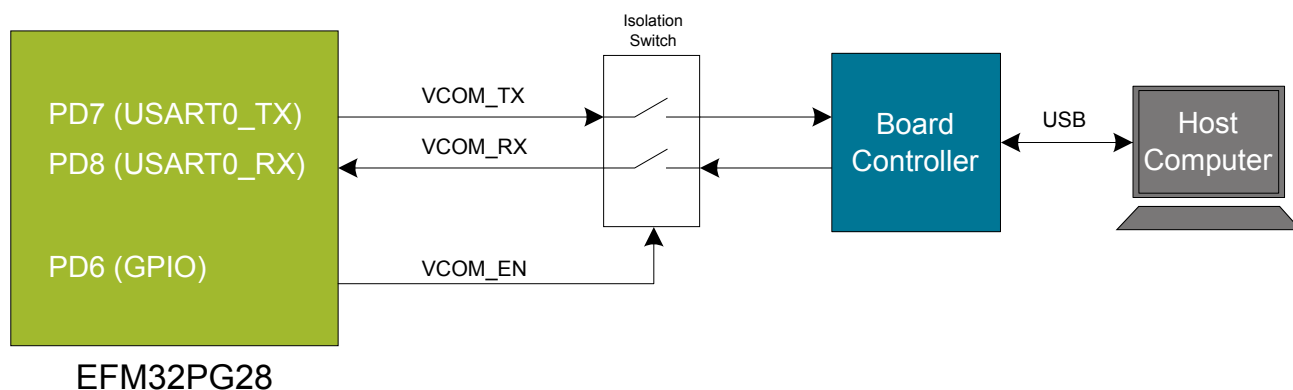 Isolation
Switch
PD7 (USART0_TX)
VCOM_TX
PD8 (USART0_RX)
VCOM_RX
Board
Controller
USB
Host
Computer
PD6 (GPIO)
VCOM_EN
EFM32PG28